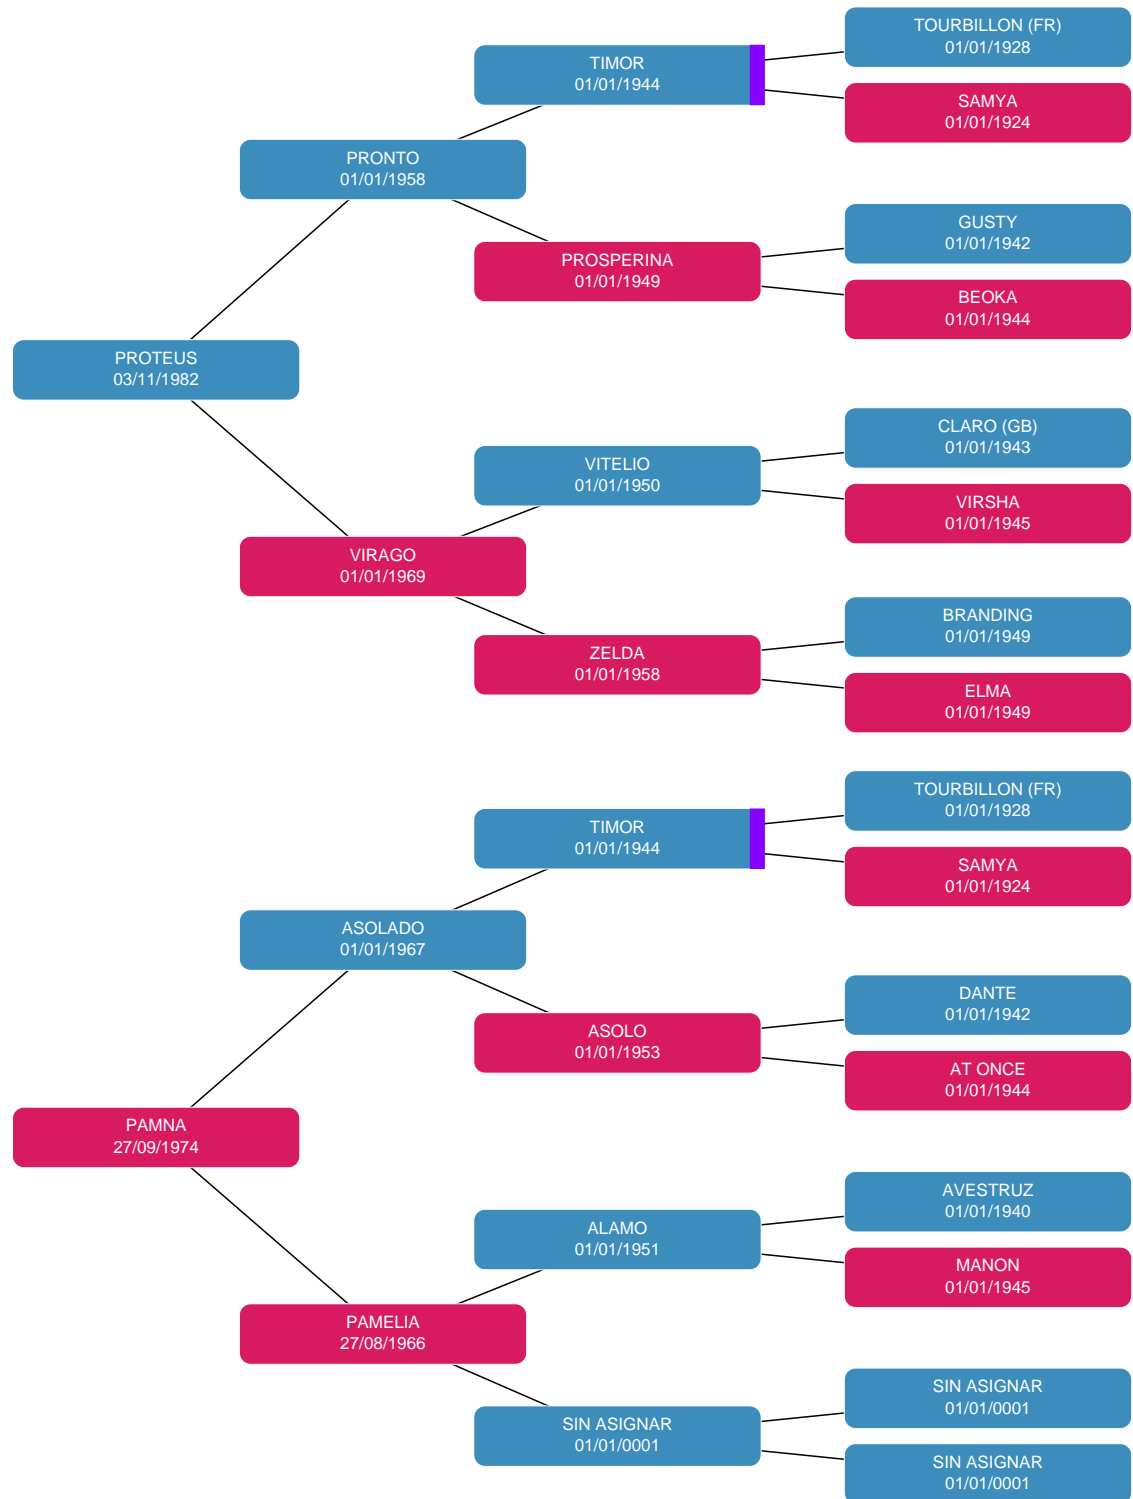 TOURBILLON (FR)
01/01/1928
TIMOR
01/01/1944
SAMYA
01/01/1924
PRONTO
01/01/1958
GUSTY
01/01/1942
PROSPERINA
01/01/1949
BEOKA
01/01/1944
PROTEUS
03/11/1982
CLARO (GB)
01/01/1943
VITELIO
01/01/1950
VIRSHA
01/01/1945
VIRAGO
01/01/1969
BRANDING
01/01/1949
ZELDA
01/01/1958
ELMA
01/01/1949
TOURBILLON (FR)
01/01/1928
TIMOR
01/01/1944
SAMYA
01/01/1924
ASOLADO
01/01/1967
DANTE
01/01/1942
ASOLO
01/01/1953
AT ONCE
01/01/1944
PAMNA
27/09/1974
AVESTRUZ
01/01/1940
ALAMO
01/01/1951
MANON
01/01/1945
PAMELIA
27/08/1966
SIN ASIGNAR
01/01/0001
SIN ASIGNAR
01/01/0001
SIN ASIGNAR
01/01/0001